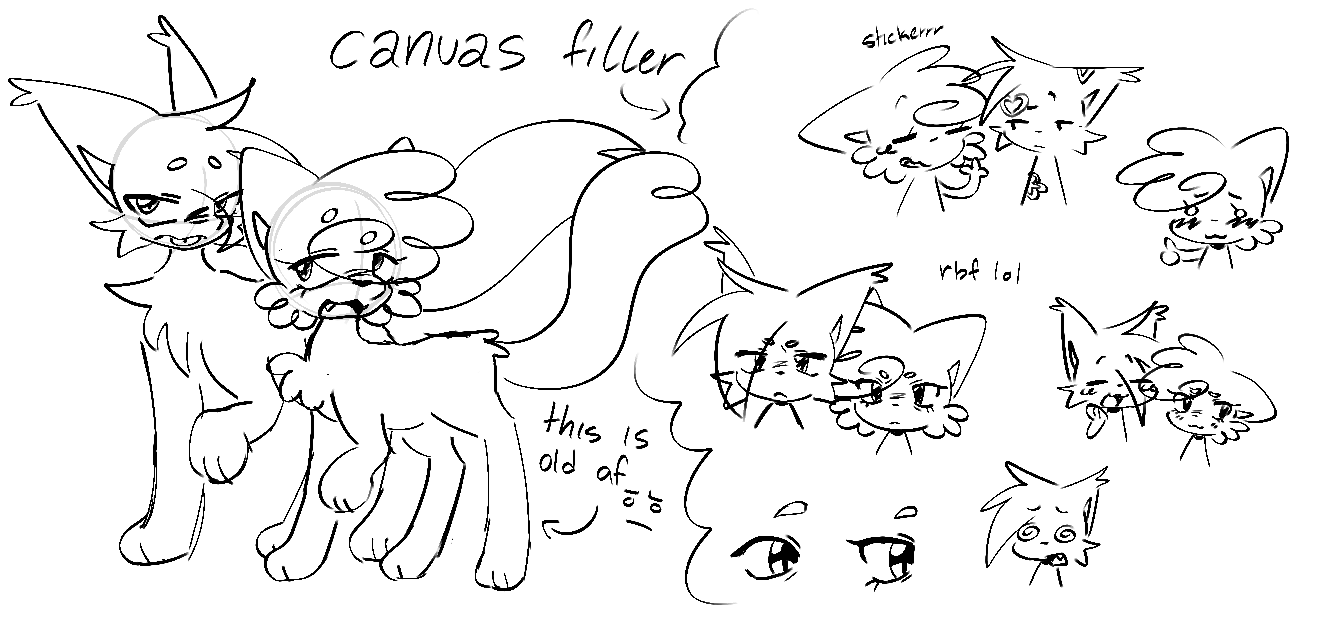 canvas filler
stickerrr
rbf lol
this is
old af